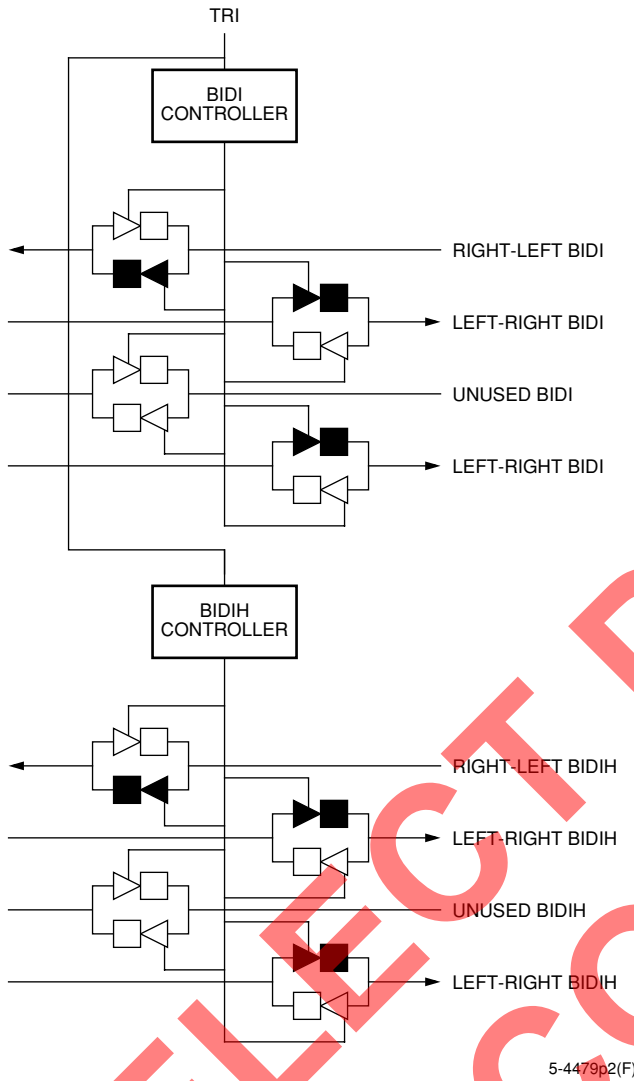 TRI
BIDI
CONTROLLER
RIGHT-LEFT BIDI
LEFT-RIGHT BIDI
UNUSED BIDI
LEFT-RIGHT BIDI
BIDIH
CONTROLLER
RIGHT-LEFT BIDIH
LEFT-RIGHT BIDIH
UNUSED BIDIH
LEFT-RIGHT BIDIH
5-4479p2(F)